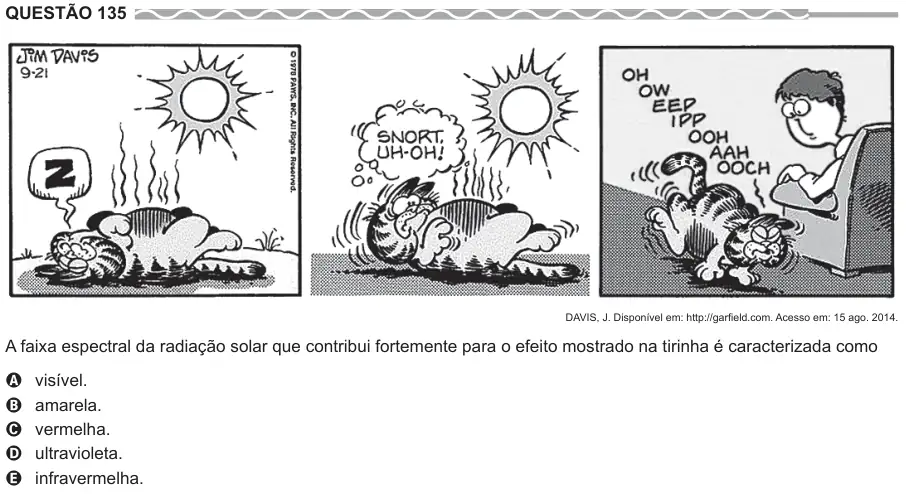 QUESTÃO 135
JIM DAVIS
9-21
© 1978 PAWS, INC. All Rights Reserved.
Z
SNORT.
UH-OH!
OH
OW
EEP
IPP
OOH
AAH
OOCH
DAVIS, J. Disponível em: http://garfield.com. Acesso em: 15 ago. 2014.
A faixa espectral da radiação solar que contribui fortemente para o efeito mostrado na tirinha é caracterizada como
A visível.
B amarela.
C vermelha.
D ultravioleta.
E infravermelha.